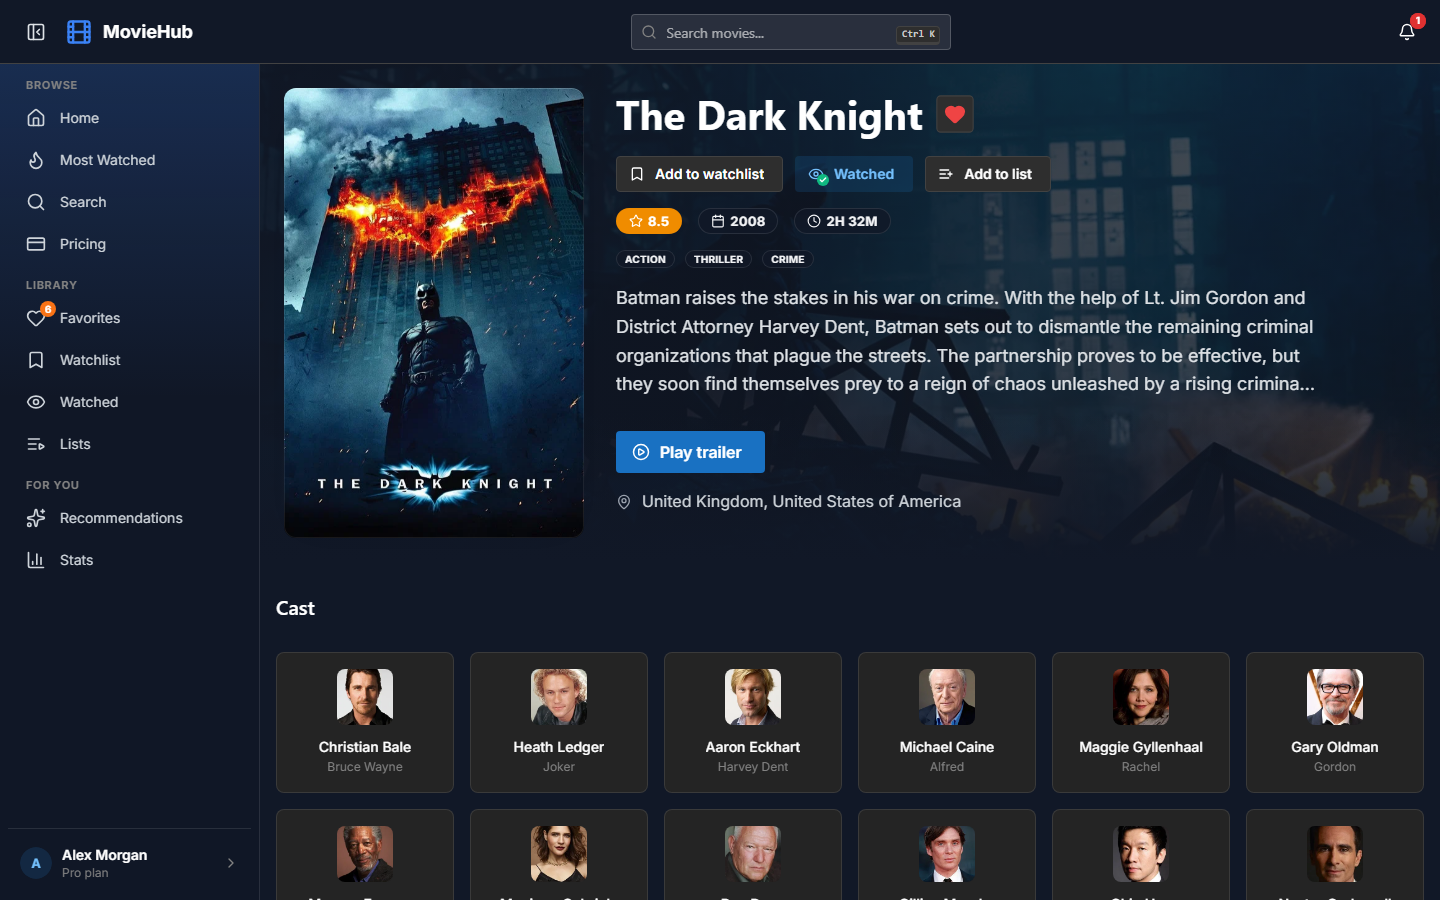 MovieHub
Search movies...
Ctrl K
1
BROWSE
Home
Most Watched
Search
Pricing
LIBRARY
8
Favorites
Watchlist
Watched
Lists
FOR YOU
Recommendations
Stats
A
Alex Morgan
Pro plan
THE DARK KNIGHT
The Dark Knight
Add to watchlist
Watched
Add to list
8.5
2008
2H 32M
ACTION
THRILLER
CRIME
Batman raises the stakes in his war on crime. With the help of Lt. Jim Gordon and
District Attorney Harvey Dent, Batman sets out to dismantle the remaining criminal
organizations that plague the streets. The partnership proves to be effective, but
they soon find themselves prey to a reign of chaos unleashed by a rising crimina...
Play trailer
United Kingdom, United States of America
Cast
Christian Bale
Bruce Wayne
Heath Ledger
Joker
Aaron Eckhart
Harvey Dent
Michael Caine
Alfred
Maggie Gyllenhaal
Rachel
Gary Oldman
Gordon